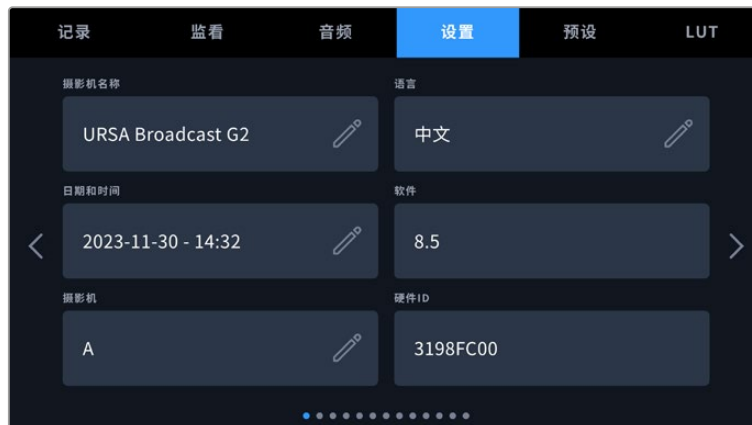 记录 监看 音频 设置 预设 LUT
摄影机名称 语言
URSA Broadcast G2 中文
日期和时间 软件
2023-11-30 - 14:32 8.5
摄影机 硬件ID
A 3198FC00